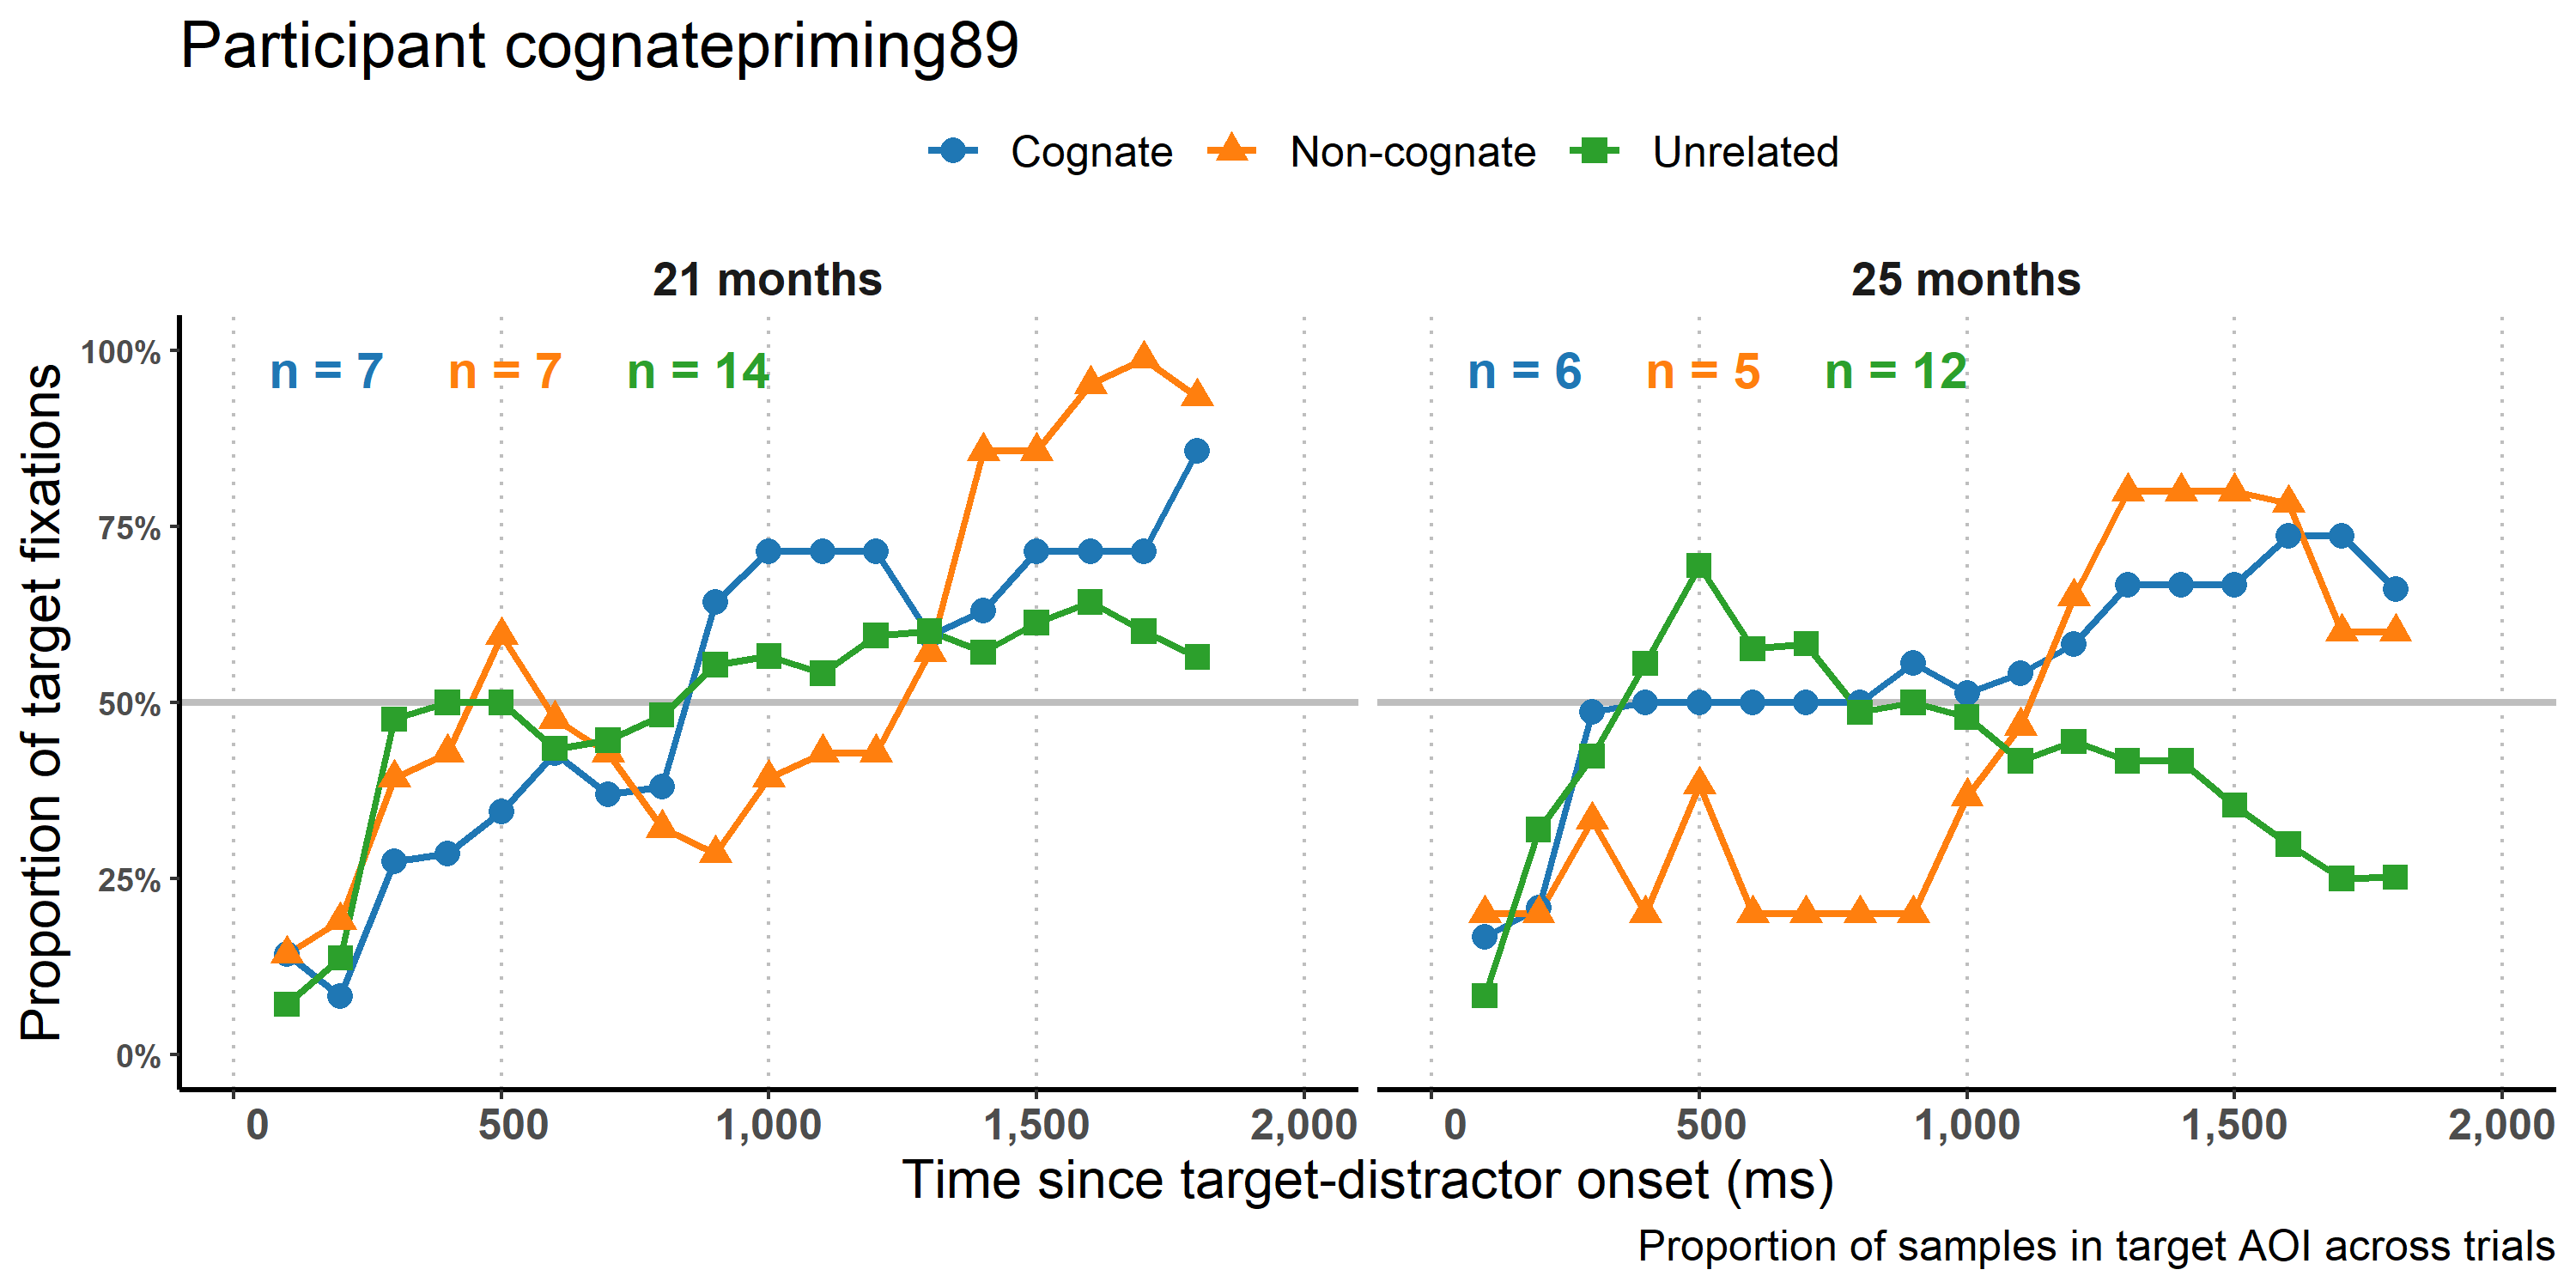 Participant cognatepriming89
Cognate Non-cognate Unrelated
21 months
25 months
n = 7 n = 7 n = 14
n = 6 n = 5 n = 12
Proportion of target fixations
100%
75%
50%
25%
0%
0 500 1,000 1,500 2,000
0 500 1,000 1,500 2,000
Time since target-distractor onset (ms)
Proportion of samples in target AOI across trials